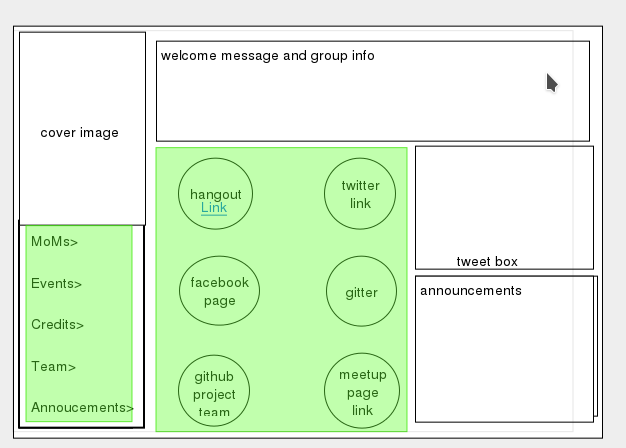 welcome message and group info
cover image
hangout
Link
twitter
link
MoMs>
Events>
Credits>
Team>
Annoucements>
facebook
page
gitter
github
project
team
meetup
page
link
tweet box
announcements